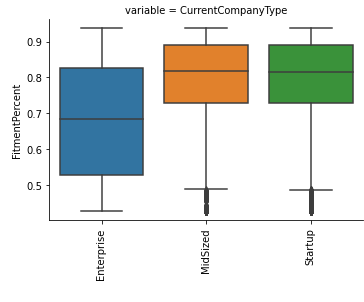 variable = CurrentCompanyType
FitmentPercent
0.9
0.8
0.7
0.6
0.5
Enterprise
MidSized
Startup